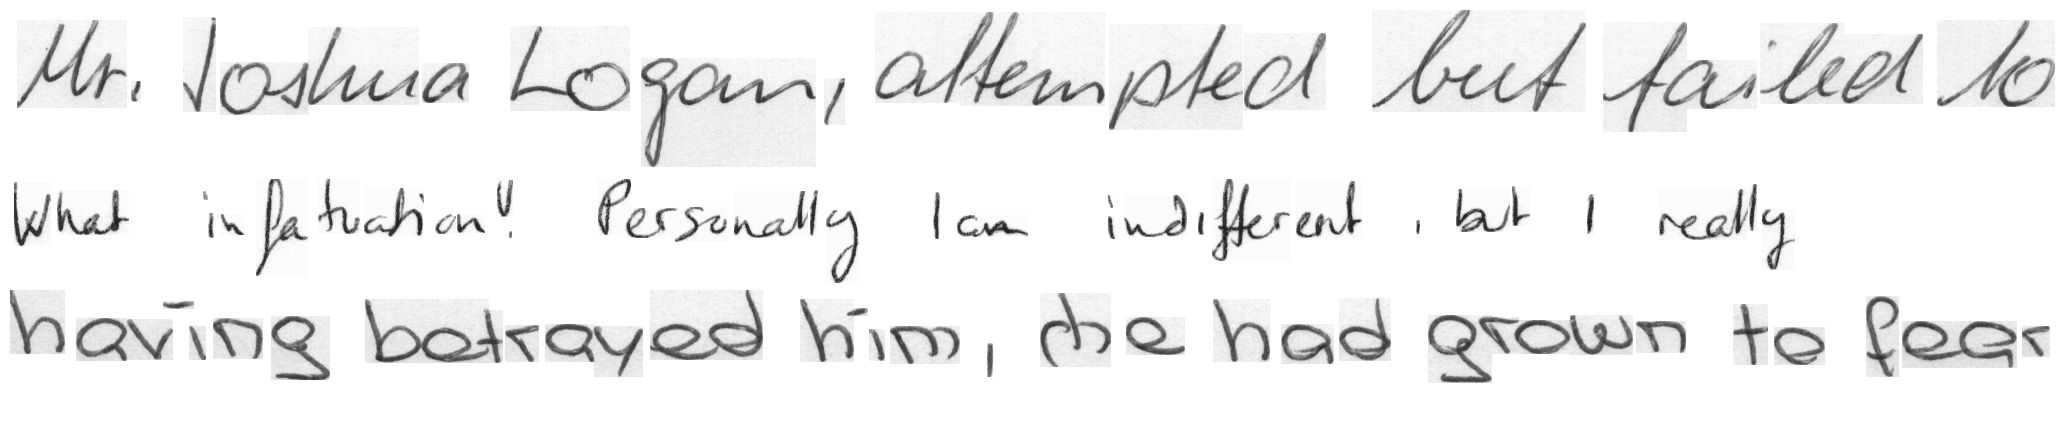 Mr. Joshua Logan, attempted but failed to
What infatuation! Personally I am indifferent, but I really
having betrayed him, she had grown to fear